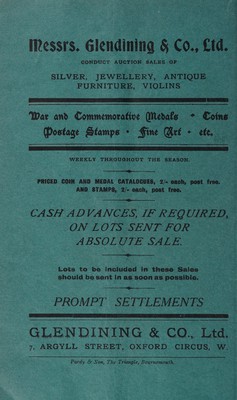 Messrs. Glendining & Co., Ltd.
CONDUCT AUCTION SALES OF
SILVER, JEWELLERY, ANTIQUE
FURNITURE, VIOLINS
War and Commemorative Medals • Coins
Postage Stamps • Fine Art • etc.
WEEKLY THROUGHOUT THE SEASON.
PRICED COIN AND MEDAL CATALOGUES, 2/- each, post free.
AND STAMPS, 2/- each, post free.
CASH ADVANCES, IF REQUIRED,
ON LOTS SENT FOR
ABSOLUTE SALE.
Lots to be included in these Sales
should be sent in as soon as possible.
PROMPT SETTLEMENTS
GLENDINING & CO., Ltd.
7, ARGYLL STREET, OXFORD CIRCUS, W.
Pardy & Son, The Triangle, Bournemouth.